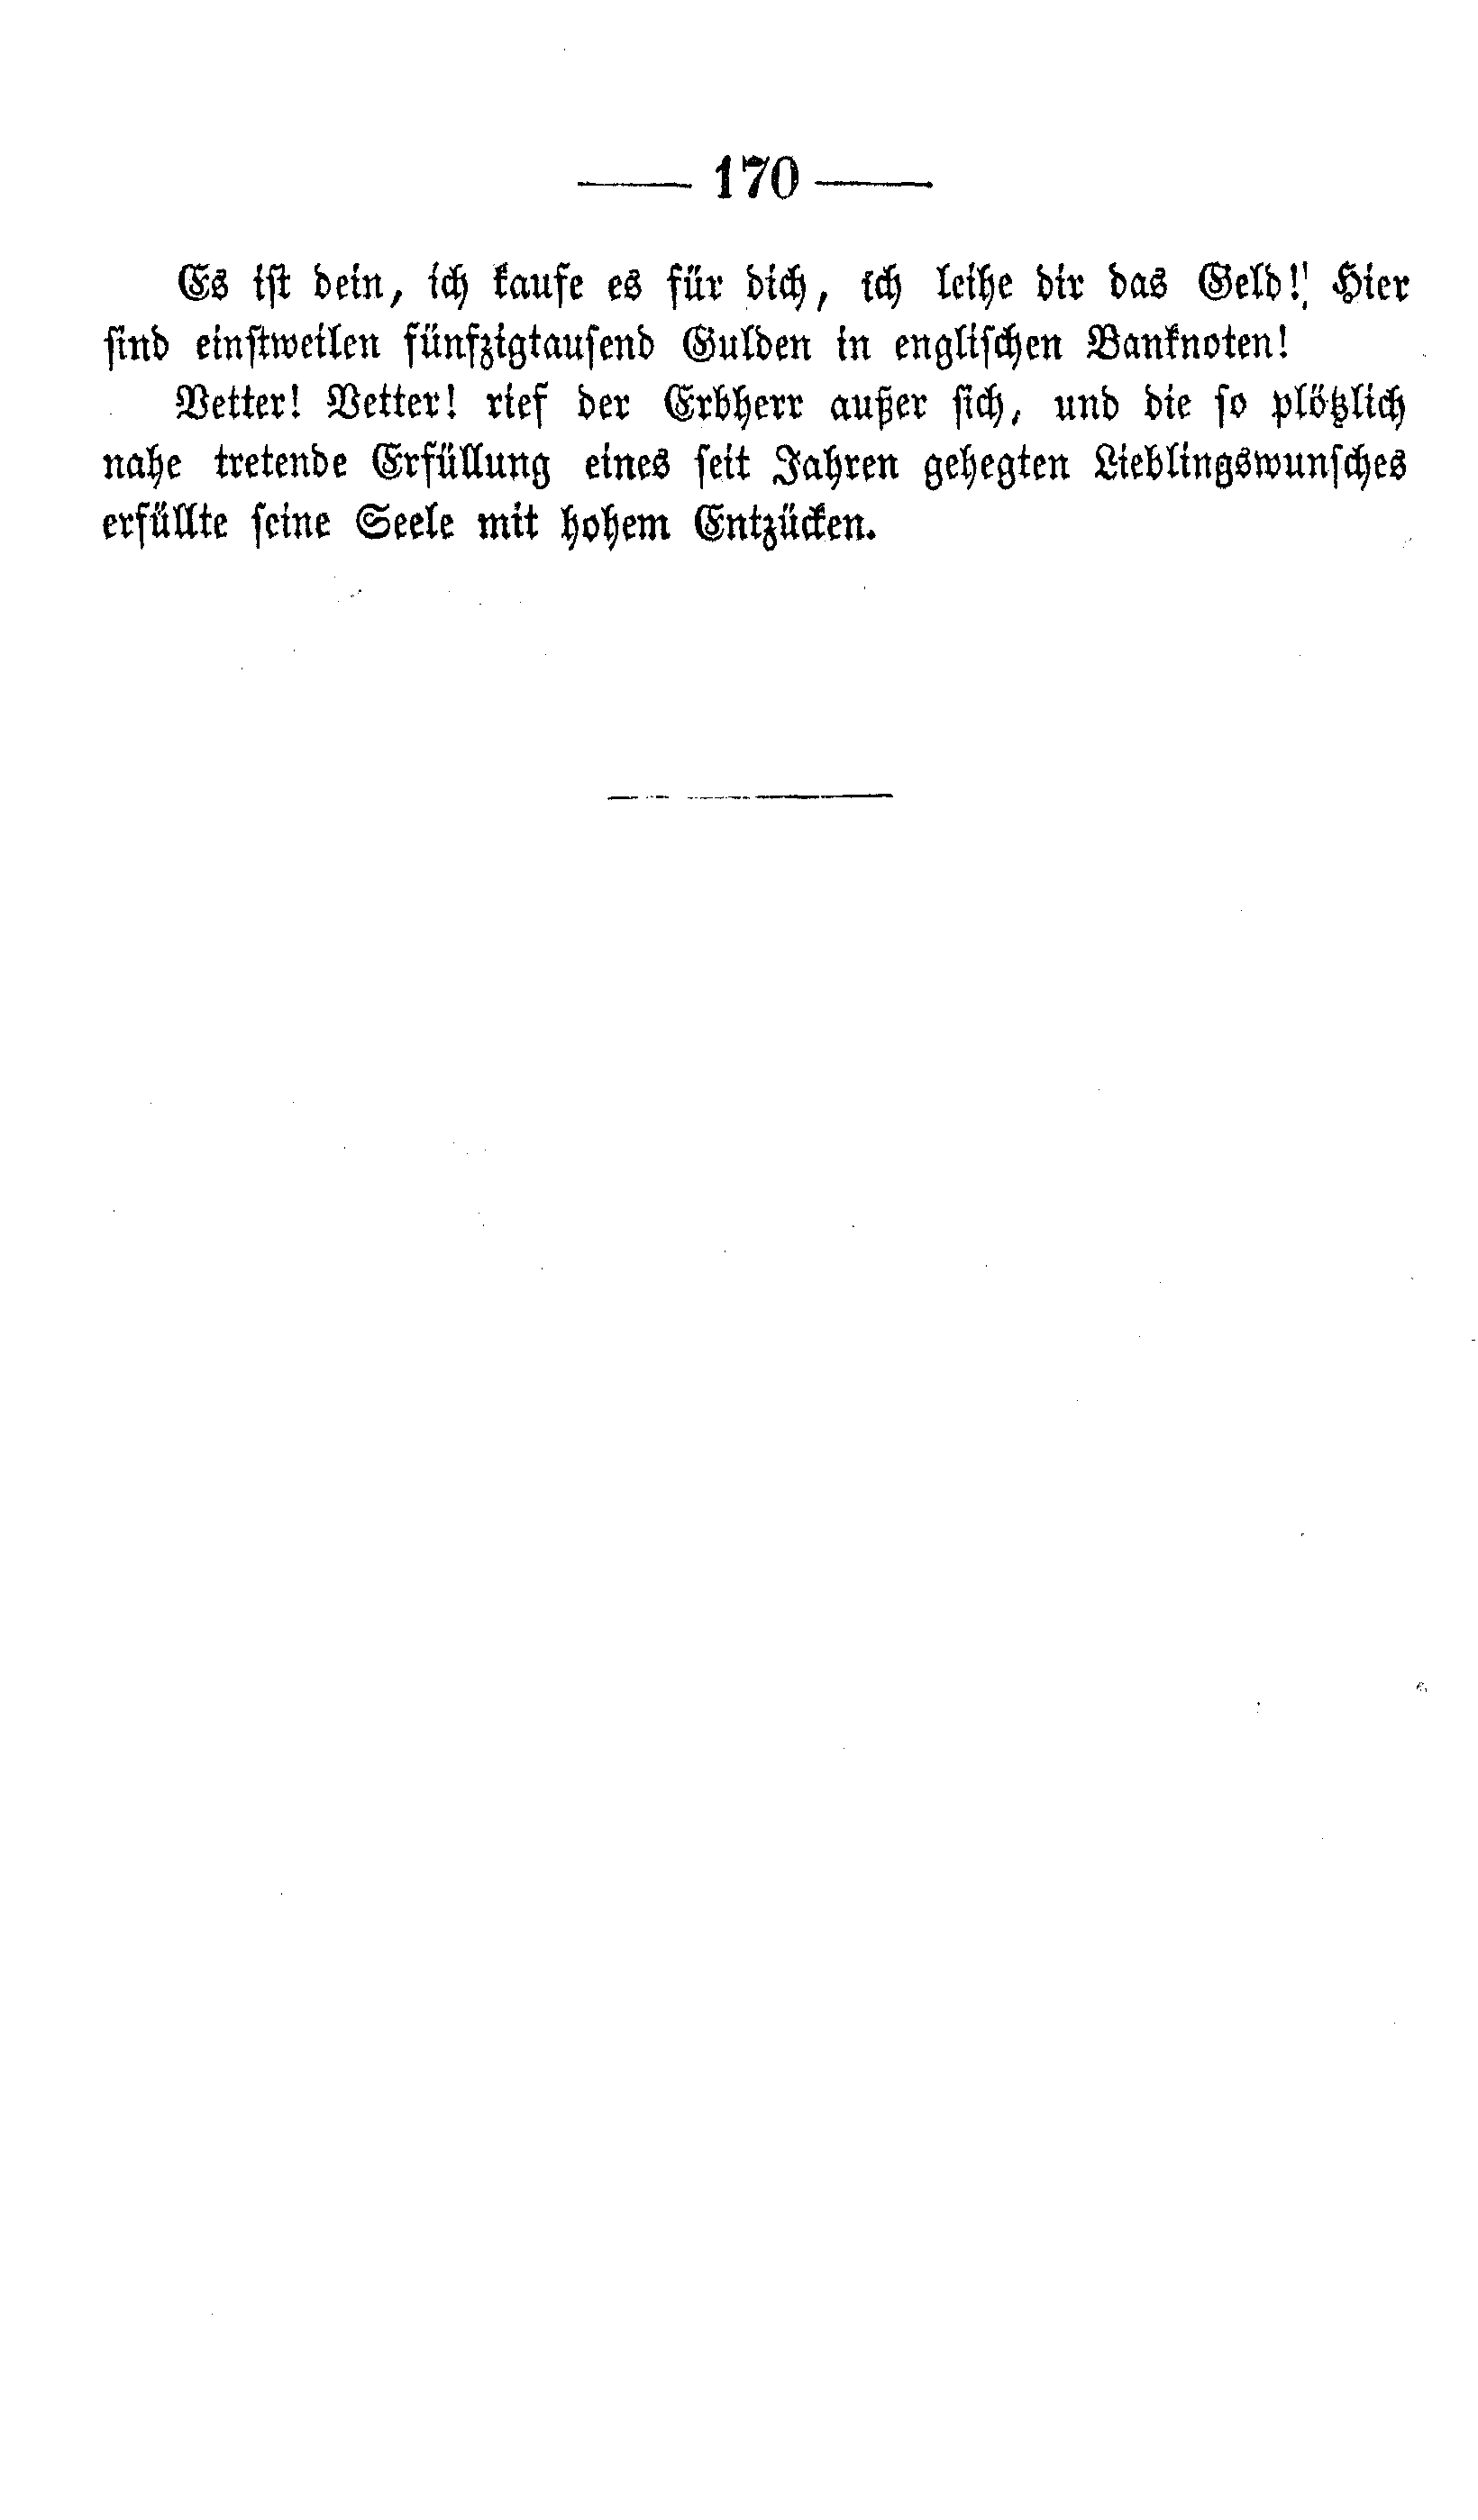 — 170 —
Es ist dein, ich kaufe es für dich, ich leihe dir das Geld! Hier
sind einstweilen fünfzigtausend Gulden in englischen Banknoten!
Vetter! Vetter! rief der Erbherr außer sich, und die so plötzlich
nahe tretende Erfüllung eines seit Jahren gehegten Lieblingswunsches
erfüllte seine Seele mit hohem Entzücken.